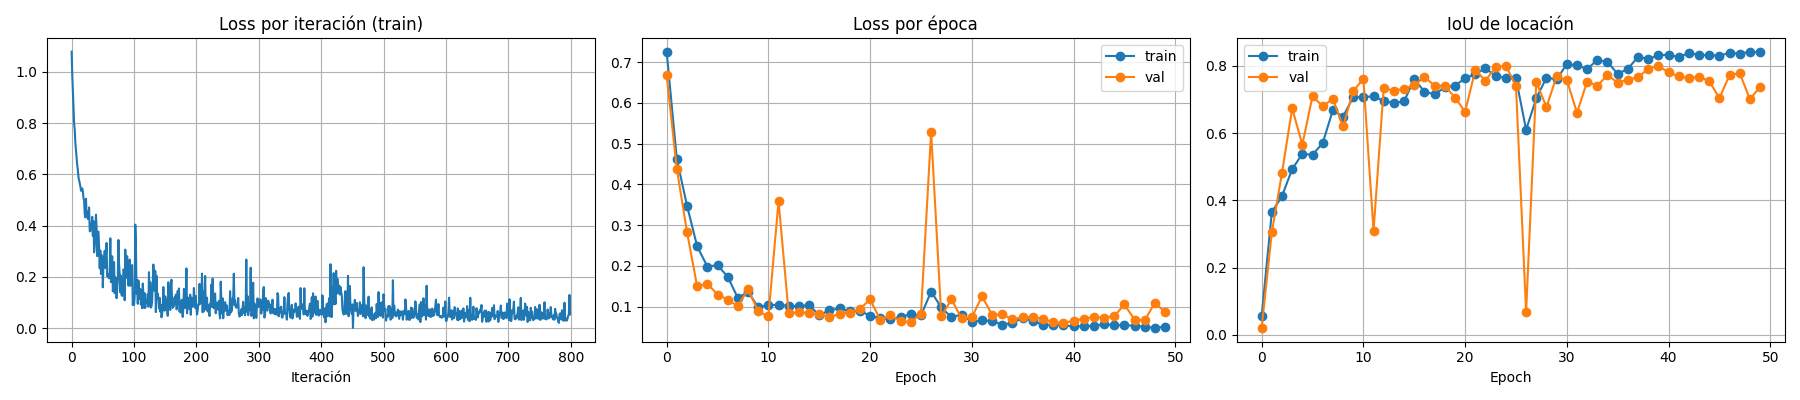 Loss por iteración (train)
1.0
0.8
0.6
0.4
0.2
0.0
0 100 200 300 400 500 600 700 800
Iteración
Loss por época
train
val
0.7
0.6
0.5
0.4
0.3
0.2
0.1
0 10 20 30 40 50
Epoch
IoU de locación
train
val
0.8
0.6
0.4
0.2
0.0
0 10 20 30 40 50
Epoch